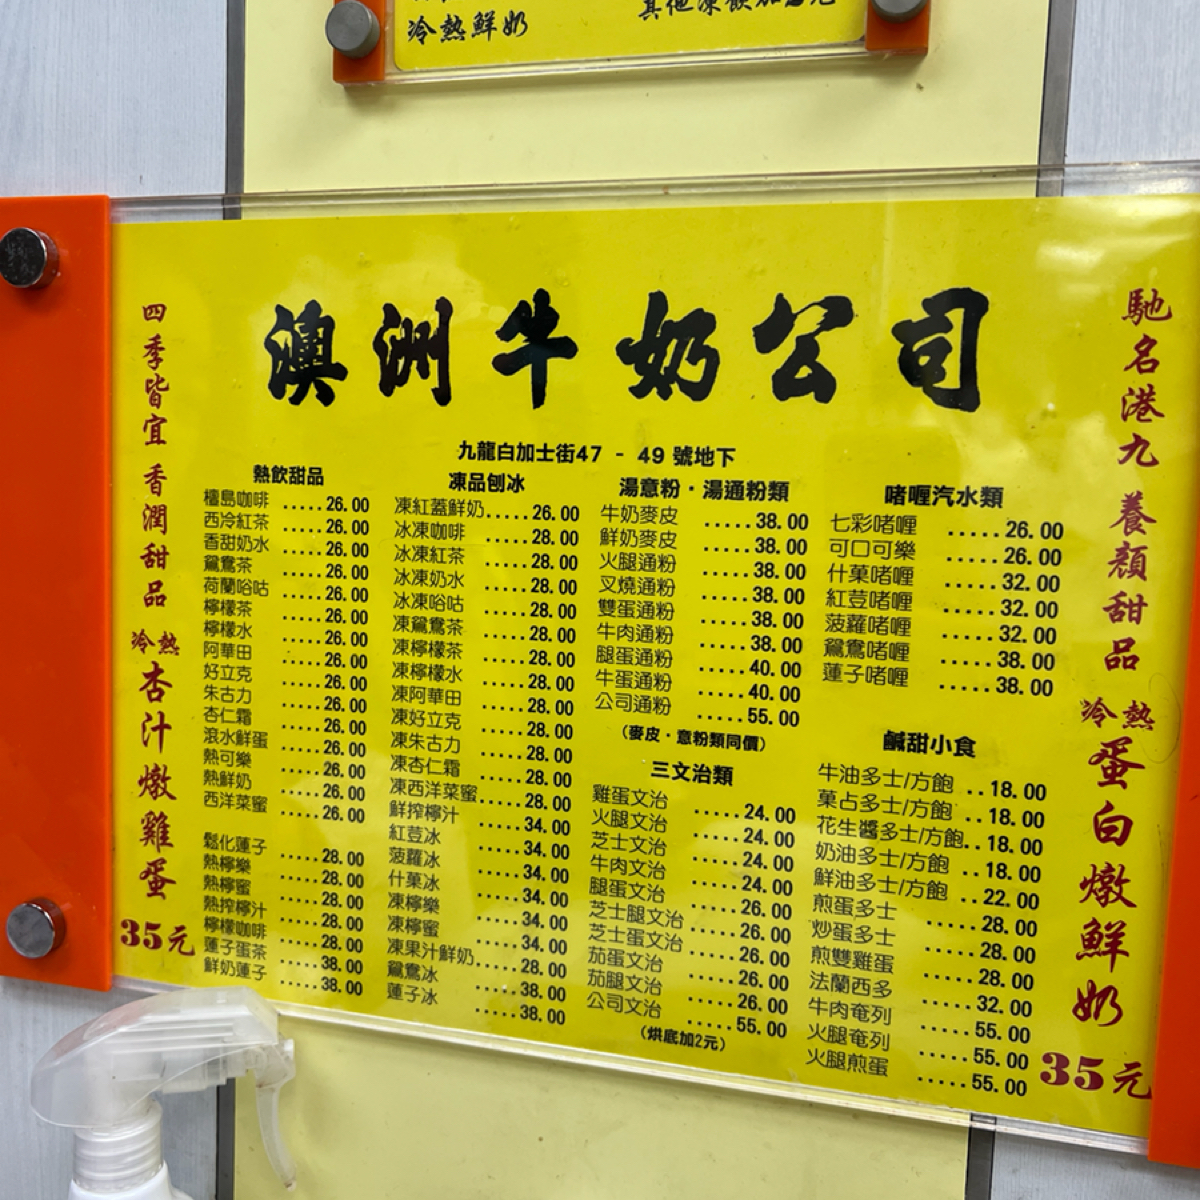 冷熱鮮奶
澳洲牛奶公司
九龍白加士街47 - 49 號地下
四季皆宜 香潤甜品
冷熱
杏汁燉雞蛋
35元
熱飲甜品
檀島咖啡 .....26.00
西冷紅茶 .....26.00
香甜奶水 .....26.00
鴛鴦茶 .....26.00
荷蘭哈咕 .....26.00
檸檬茶 .....26.00
檸檬水 .....26.00
阿華田 .....26.00
好立克 .....26.00
朱古力 .....26.00
杏仁霜 .....26.00
滾水鮮蛋 .....26.00
熱可樂 .....26.00
熱鮮奶 .....26.00
西洋菜蜜 .....26.00
鬆化蓮子 .....28.00
熱檸樂 .....28.00
熱檸蜜 .....28.00
熱搾檸汁 .....28.00
檸檬咖啡 .....28.00
蓮子蛋茶 .....38.00
鮮奶蓮子 .....38.00
凍品刨冰
凍紅蓋鮮奶.....26.00
冰凍咖啡 .....28.00
冰凍紅茶 .....28.00
冰凍奶水 .....28.00
冰凍哈咕 .....28.00
凍鴛鴦茶 .....28.00
凍檸檬茶 .....28.00
凍檸檬水 .....28.00
凍阿華田 .....28.00
凍好立克 .....28.00
凍朱古力 .....28.00
凍杏仁霜 .....28.00
凍西洋菜蜜.....28.00
鮮搾檸汁 .....34.00
紅荳冰 .....34.00
菠蘿冰 .....34.00
什菓冰 .....34.00
凍檸樂 .....34.00
凍檸蜜 .....34.00
凍果汁鮮奶.....28.00
鴛鴦冰 .....38.00
蓮子冰 .....38.00
湯意粉．湯通粉類
牛奶麥皮 .....38.00
鮮奶麥皮 .....38.00
火腿通粉 .....38.00
叉燒通粉 .....38.00
雙蛋通粉 .....38.00
牛肉通粉 .....38.00
腿蛋通粉 .....40.00
牛蛋通粉 .....40.00
公司通粉 .....55.00
(麥皮．意粉類同價)
三文治類
雞蛋文治 .....24.00
火腿文治 .....24.00
芝士文治 .....24.00
牛肉文治 .....24.00
腿蛋文治 .....26.00
芝士腿文治 .....26.00
芝士蛋文治 .....26.00
茄蛋文治 .....26.00
茄腿文治 .....26.00
公司文治 .....55.00
(烘底加2元)
啫喱汽水類
七彩啫喱 .....26.00
可口可樂 .....26.00
什菓啫喱 .....32.00
紅荳啫喱 .....32.00
菠蘿啫喱 .....32.00
鴛鴦啫喱 .....38.00
蓮子啫喱 .....38.00
鹹甜小食
牛油多士/方飽 ..18.00
菓占多士/方飽 ..18.00
花生醬多士/方飽..18.00
奶油多士/方飽 ..18.00
鮮油多士/方飽 ..22.00
煎蛋多士 .....28.00
炒蛋多士 .....28.00
煎雙雞蛋 .....28.00
法蘭西多 .....32.00
牛肉奄列 .....55.00
火腿奄列 .....55.00
火腿煎蛋 .....55.00
馳名港九 養顏甜品
冷熱
蛋白燉鮮奶
35元